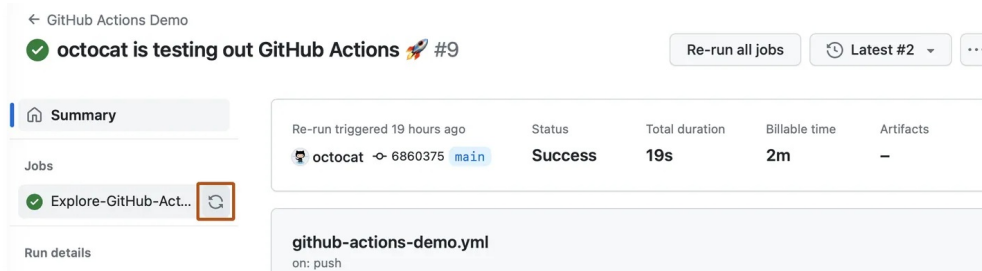 ← GitHub Actions Demo
octocat is testing out GitHub Actions 🚀 #9
Re-run all jobs
Latest #2
...
Summary
Jobs
Explore-GitHub-Act...
Run details
Re-run triggered 19 hours ago
octocat 6860375 main
Status
Success
Total duration
19s
Billable time
2m
Artifacts
–
github-actions-demo.yml
on: push